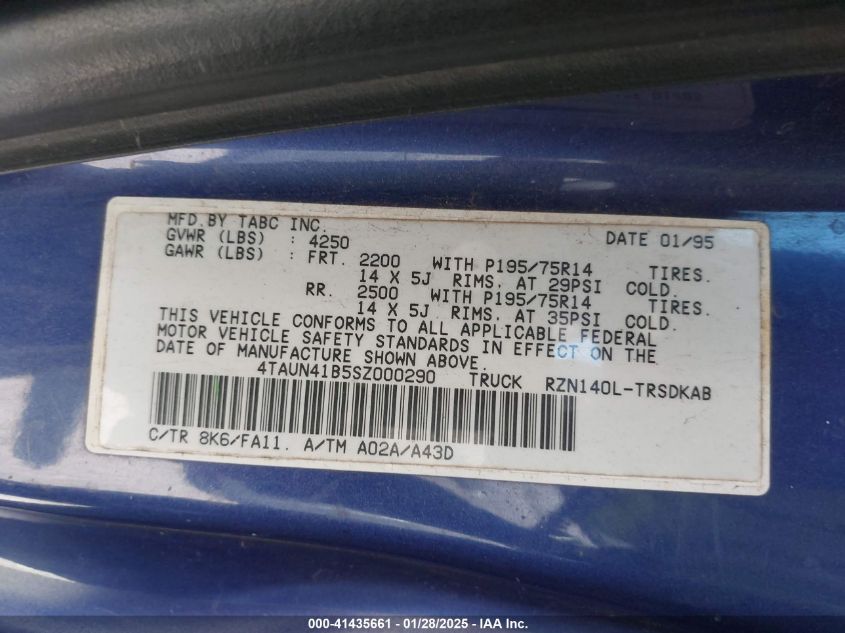 MFD.BY TABC INC. DATE 01/95
GVWR (LBS) : 4250
GAWR (LBS) : FRT. 2200 WITH P195/75R14 TIRES.
14 X 5J RIMS. AT 29PSI COLD.
RR. 2500 WITH P195/75R14 TIRES.
14 X 5J RIMS. AT 35PSI COLD.
THIS VEHICLE CONFORMS TO ALL APPLICABLE FEDERAL
MOTOR VEHICLE SAFETY STANDARDS IN EFFECT ON THE
DATE OF MANUFACTURE SHOWN ABOVE.
4TAUN41B5SZ000290 TRUCK RZN140L-TRSDKAB
C/TR 8K6/FA11. A/TM A02A/A43D
000-41435661 - 01/28/2025 - IAA Inc.